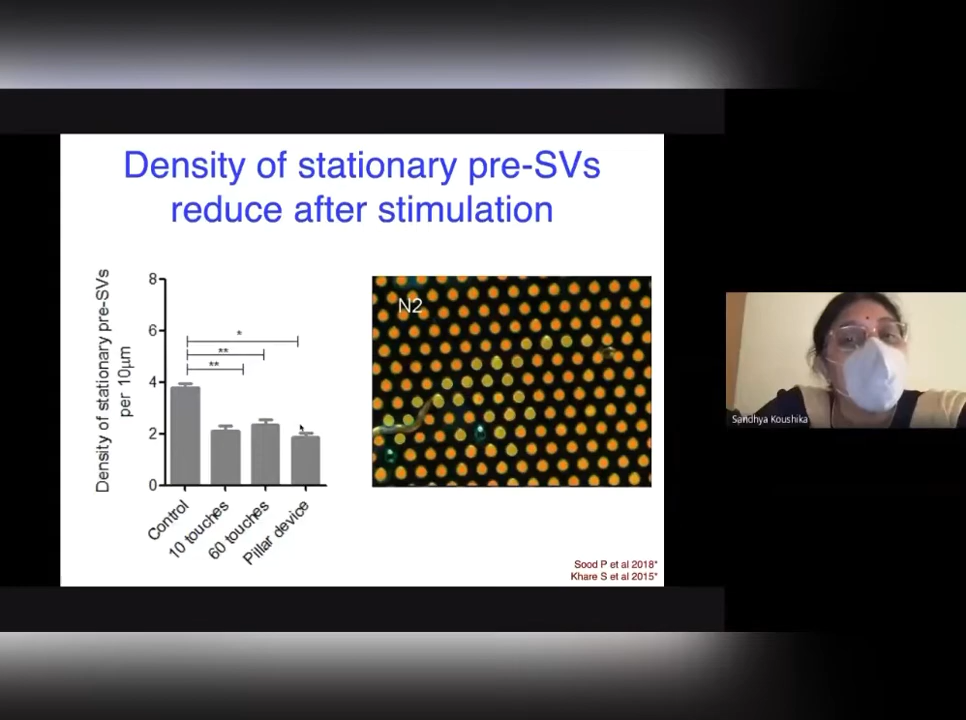 Density of stationary pre-SVs
reduce after stimulation
Density of stationary pre-SVs
per 10µm
8
6
4
2
0
*
**
**
Control
10 touches
60 touches
Pillar device
N2
Sood P et al 2018*
Khare S et al 2015*
Sandhya Koushika